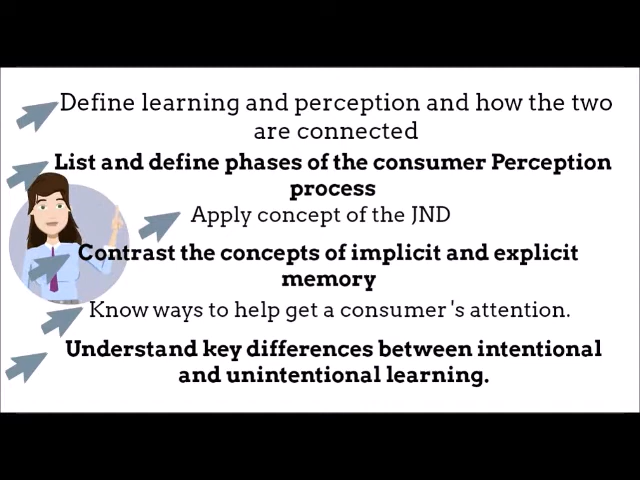 Define learning and perception and how the two
are connected
List and define phases of the consumer Perception
process
Apply concept of the JND
Contrast the concepts of implicit and explicit
memory
Know ways to help get a consumer's attention.
Understand key differences between intentional
and unintentional learning.